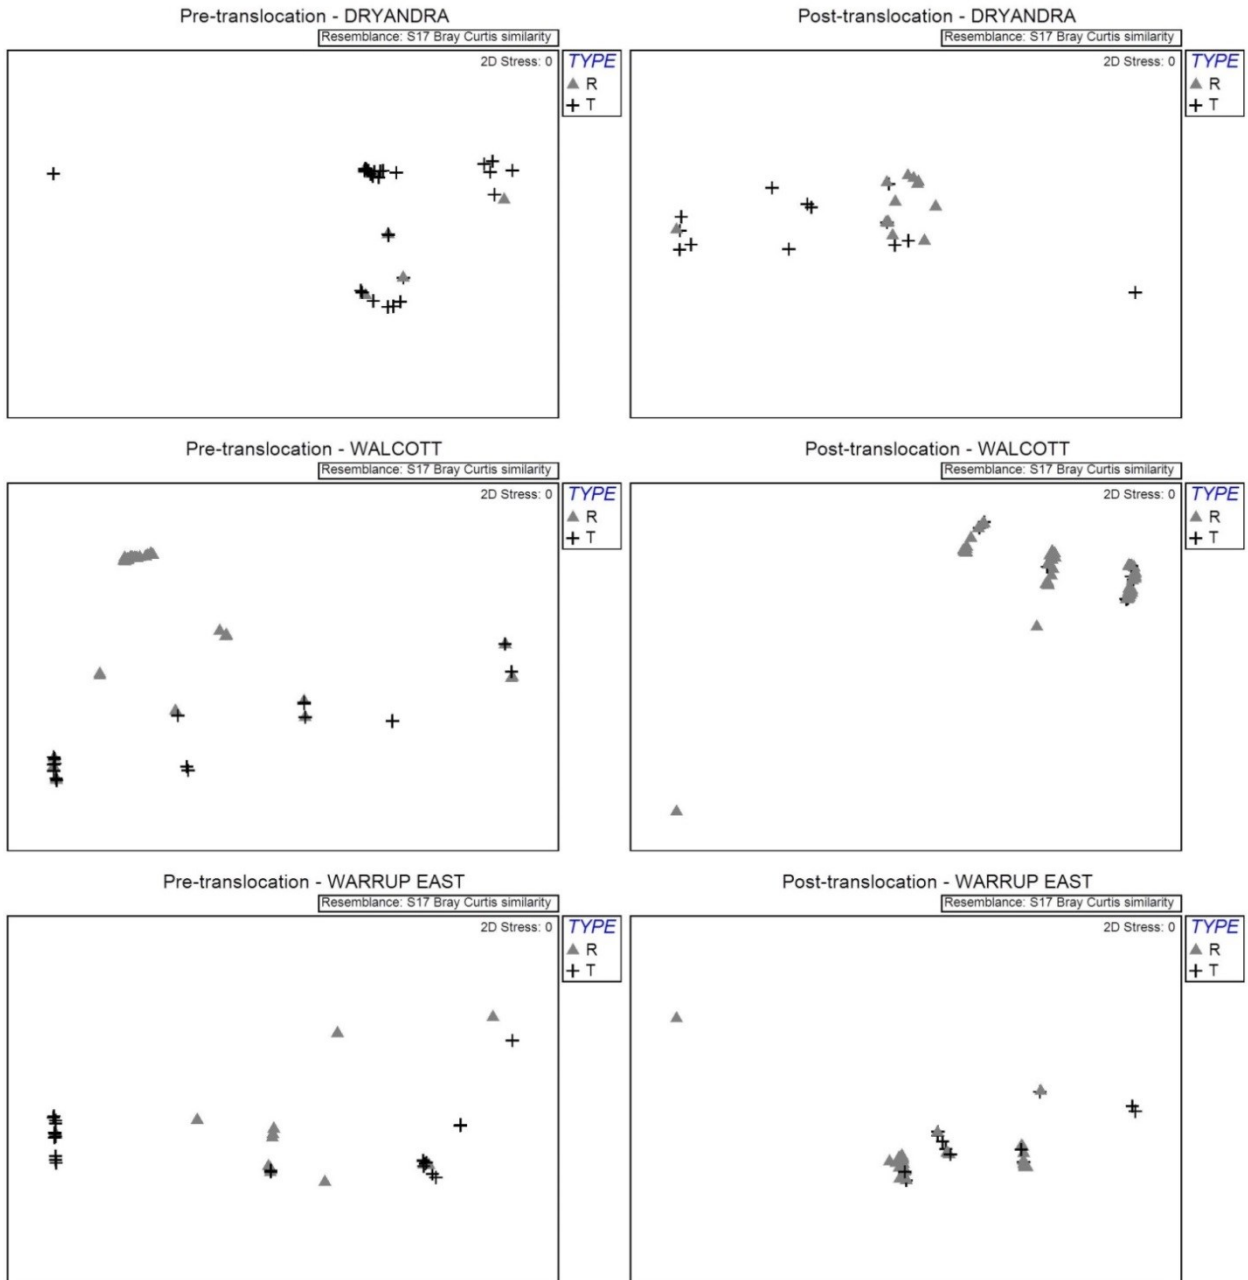 Pre-translocation - DRYANDRA
Resemblance: S17 Bray Curtis similarity
2D Stress: 0
TYPE
R
T
Post-translocation - DRYANDRA
Resemblance: S17 Bray Curtis similarity
2D Stress: 0
TYPE
R
T
Pre-translocation - WALCOTT
Resemblance: S17 Bray Curtis similarity
2D Stress: 0
TYPE
R
T
Post-translocation - WALCOTT
Resemblance: S17 Bray Curtis similarity
2D Stress: 0
TYPE
R
T
Pre-translocation - WARRUP EAST
Resemblance: S17 Bray Curtis similarity
2D Stress: 0
TYPE
R
T
Post-translocation - WARRUP EAST
Resemblance: S17 Bray Curtis similarity
2D Stress: 0
TYPE
R
T